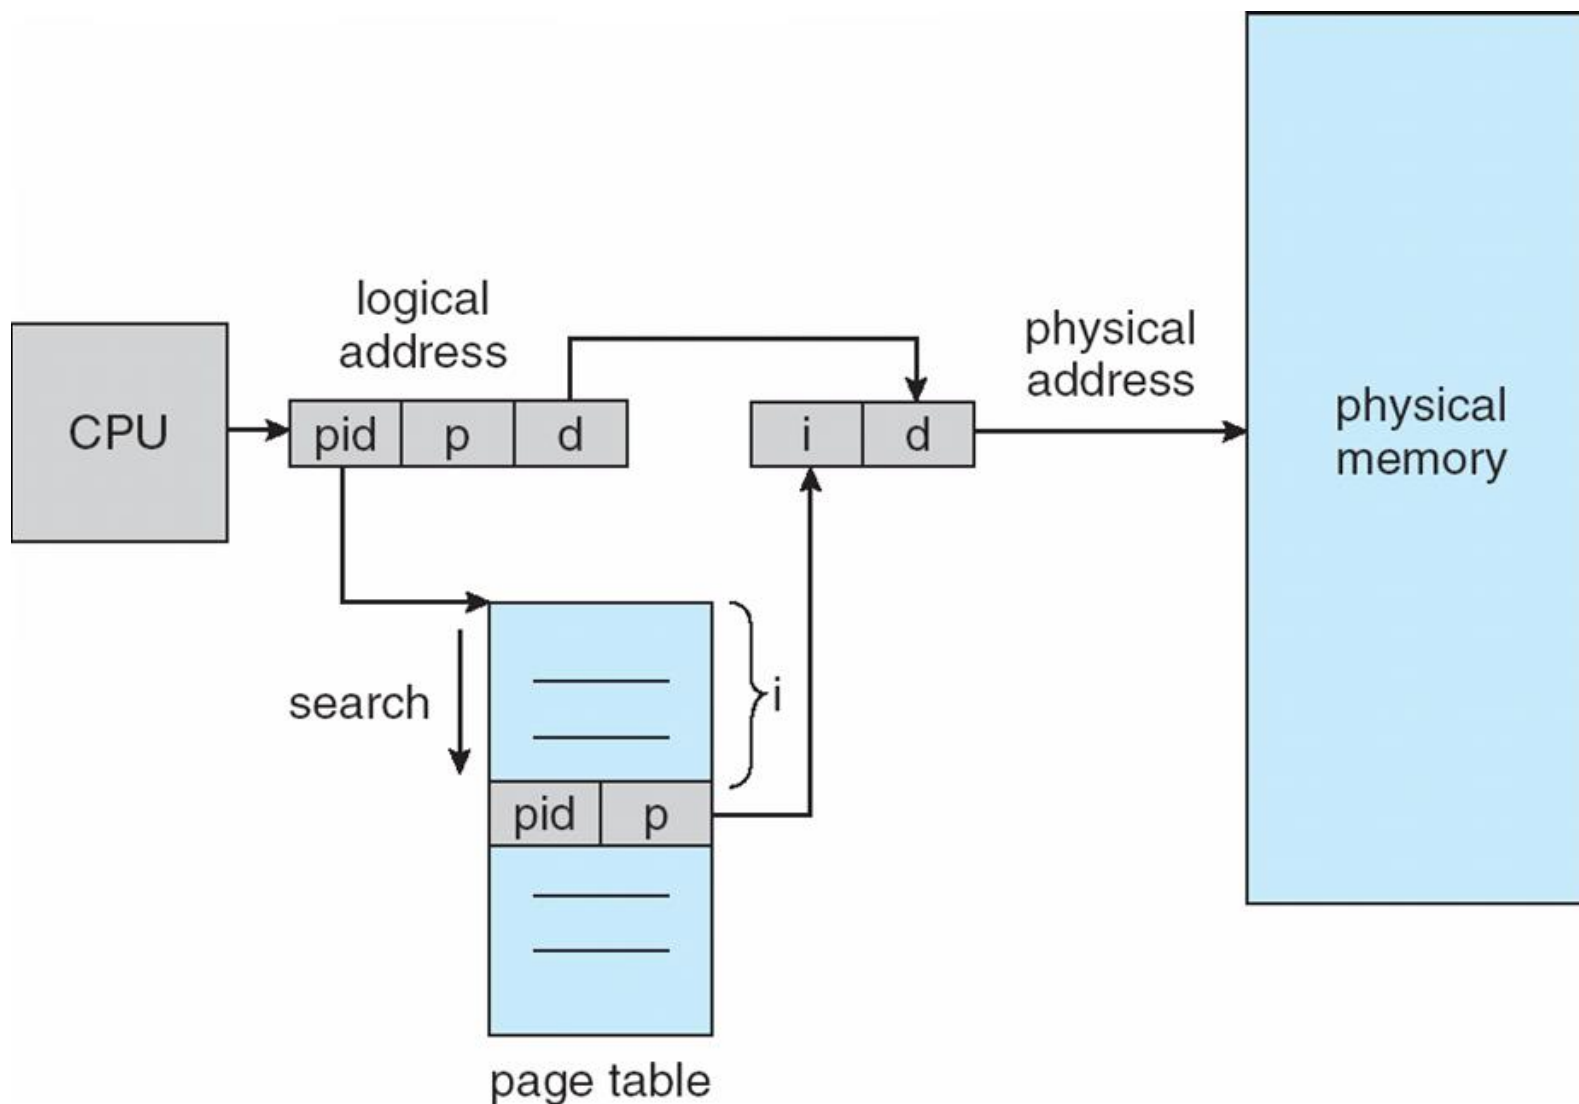 logical
address
physical
address
CPU
pid p d
i d
physical
memory
search
i
pid p
page table